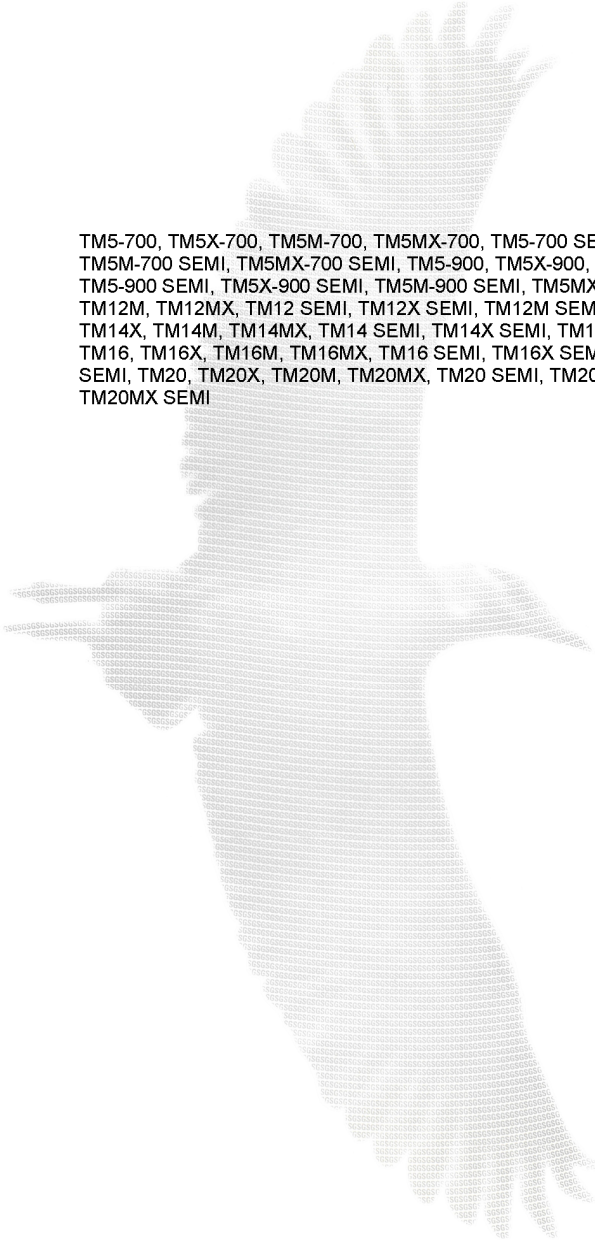 TM5-700, TM5X-700, TM5M-700, TM5MX-700, TM5-700 SE
TM5M-700 SEMI, TM5MX-700 SEMI, TM5-900, TM5X-900,
TM5-900 SEMI, TM5X-900 SEMI, TM5M-900 SEMI, TM5MX
TM12M, TM12MX, TM12 SEMI, TM12X SEMI, TM12M SEM
TM14X, TM14M, TM14MX, TM14 SEMI, TM14X SEMI, TM1
TM16, TM16X, TM16M, TM16MX, TM16 SEMI, TM16X SEM
SEMI, TM20, TM20X, TM20M, TM20MX, TM20 SEMI, TM20
TM20MX SEMI